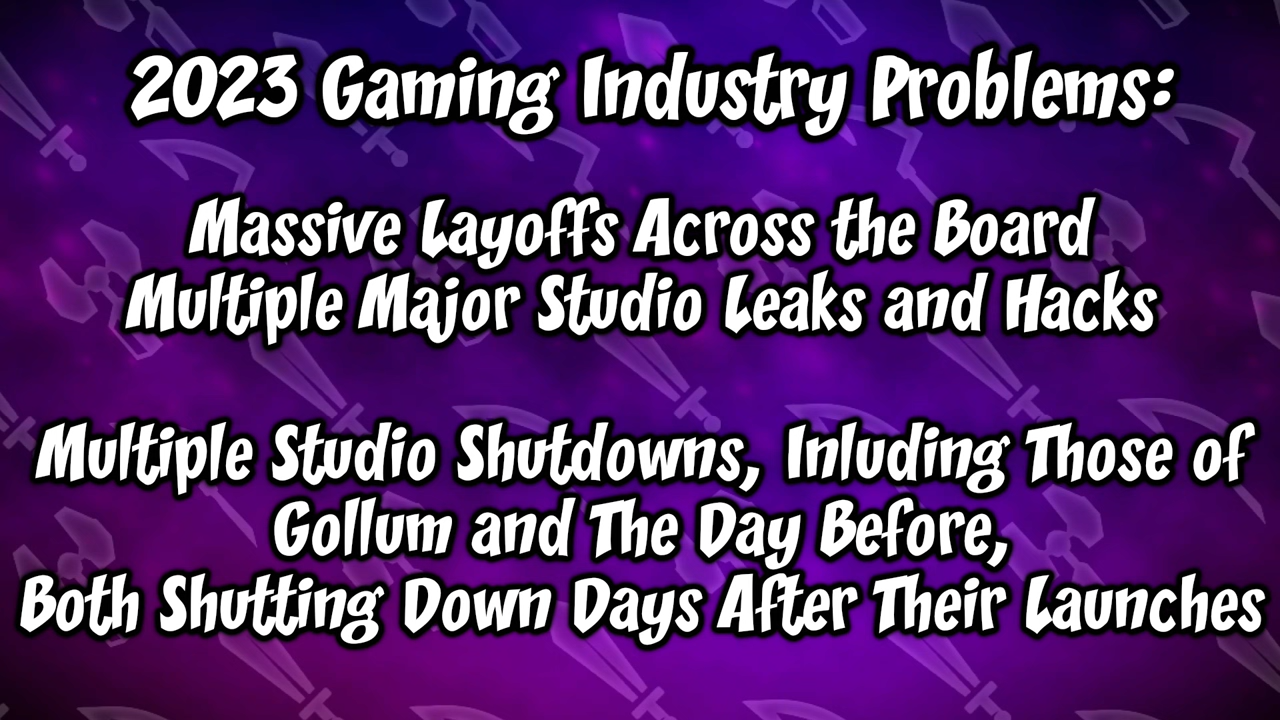 2023 Gaming Industry Problems:
Massive Layoffs Across the Board
Multiple Major Studio Leaks and Hacks
Multiple Studio Shutdowns, Inluding Those of
Gollum and The Day Before,
Both Shutting Down Days After Their Launches